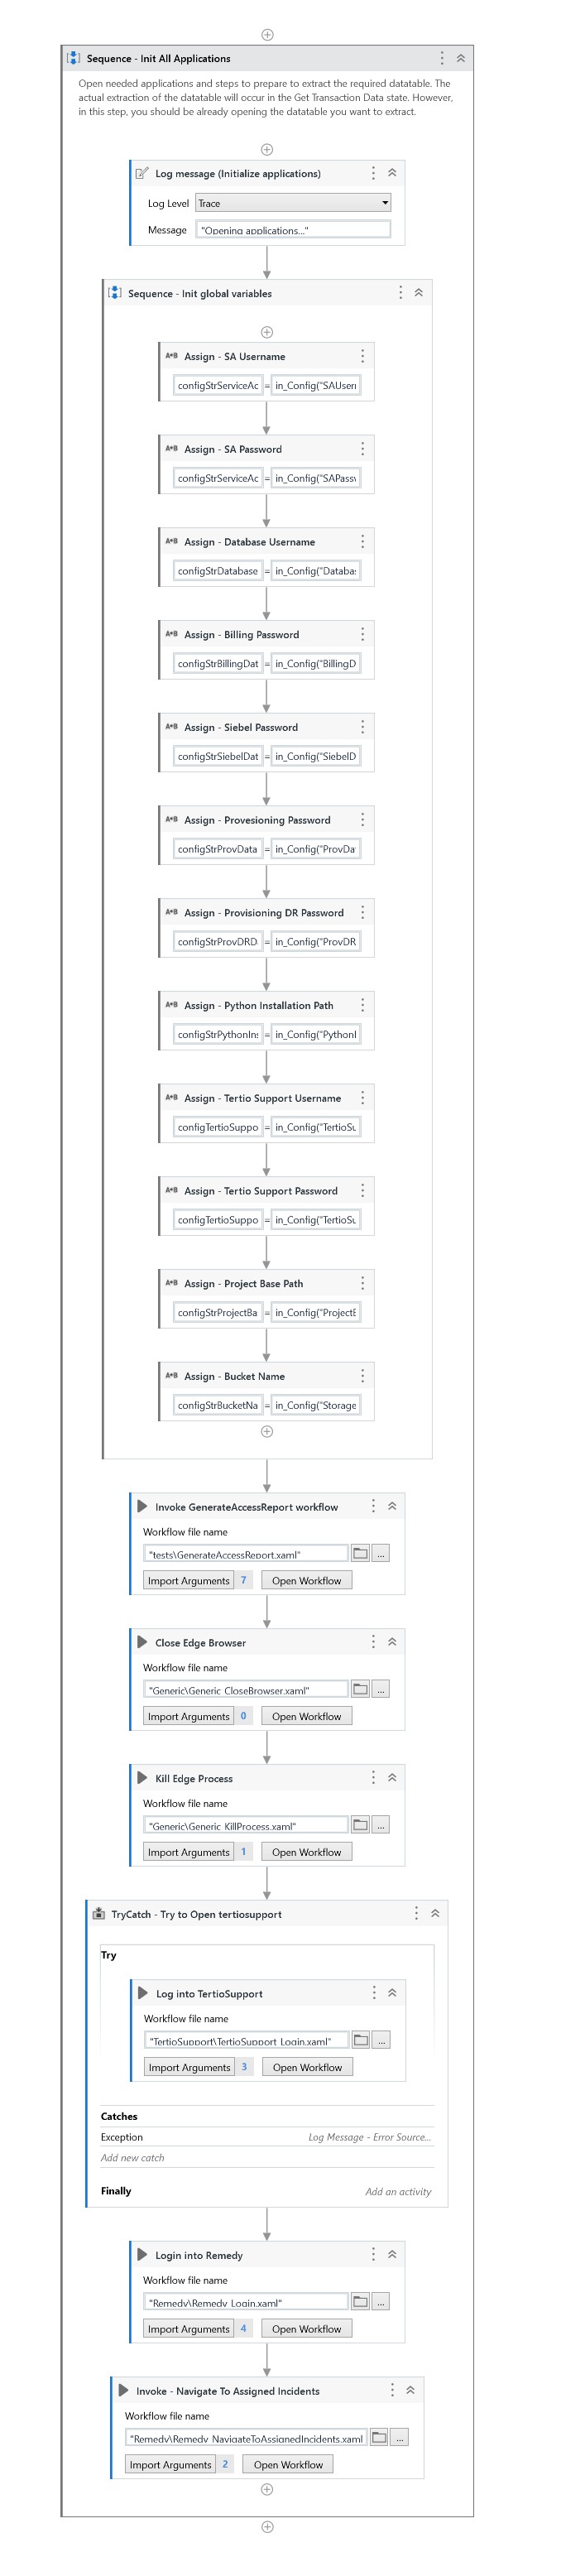 Sequence - Init All Applications
Open needed applications and steps to prepare to extract the required datatable. The
actual extraction of the datatable will occur in the Get Transaction Data state. However,
in this step, you should be already opening the datatable you want to extract.
Log message (Initialize applications)
Log Level Trace
Message "Opening applications..."
Sequence - Init global variables
A+B Assign - SA Username
configStrServiceAc = in_Config("SAUsern
A+B Assign - SA Password
configStrServiceAc = in_Config("SAPassv
A+B Assign - Database Username
configStrDatabase = in_Config("Databa:
A+B Assign - Billing Password
configStrBillingDat = in_Config("BillingD
A+B Assign - Siebel Password
configStrSiebelDat = in_Config("SiebelD
A+B Assign - Provesioning Password
configStrProvData = in_Config("ProvDa
A+B Assign - Provisioning DR Password
configStrProvDRD = in_Config("ProvDR
A+B Assign - Python Installation Path
configStrPythonIns = in_Config("PythonI
A+B Assign - Tertio Support Username
configTertioSuppo = in_Config("TertioSu
A+B Assign - Tertio Support Password
configTertioSuppo = in_Config("TertioSu
A+B Assign - Project Base Path
configStrProjectBa = in_Config("ProjectE
A+B Assign - Bucket Name
configStrBucketNa = in_Config("Storage
Invoke GenerateAccessReport workflow
Workflow file name
"tests\GenerateAccessReport.xaml" ...
Import Arguments 7 Open Workflow
Close Edge Browser
Workflow file name
"Generic\Generic_CloseBrowser.xaml" ...
Import Arguments 0 Open Workflow
Kill Edge Process
Workflow file name
"Generic\Generic_KillProcess.xaml" ...
Import Arguments 1 Open Workflow
TryCatch - Try to Open tertiosupport
Try
Log into TertioSupport
Workflow file name
"TertioSupport\TertioSupport_Login.xaml" ...
Import Arguments 3 Open Workflow
Catches
Exception Log Message - Error Source...
Add new catch
Finally Add an activity
Login into Remedy
Workflow file name
"Remedy\Remedy_Login.xaml" ...
Import Arguments 4 Open Workflow
Invoke - Navigate To Assigned Incidents
Workflow file name
"Remedy\Remedy_NavigateToAssignedIncidents.xaml ...
Import Arguments 2 Open Workflow